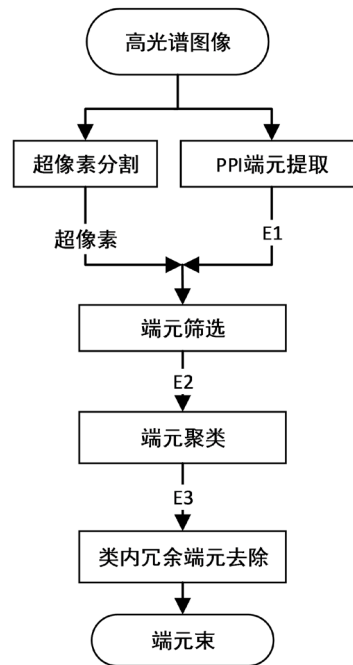 高光谱图像
超像素分割
PPI端元提取
超像素
E1
端元筛选
E2
端元聚类
E3
类内冗余端元去除
端元束